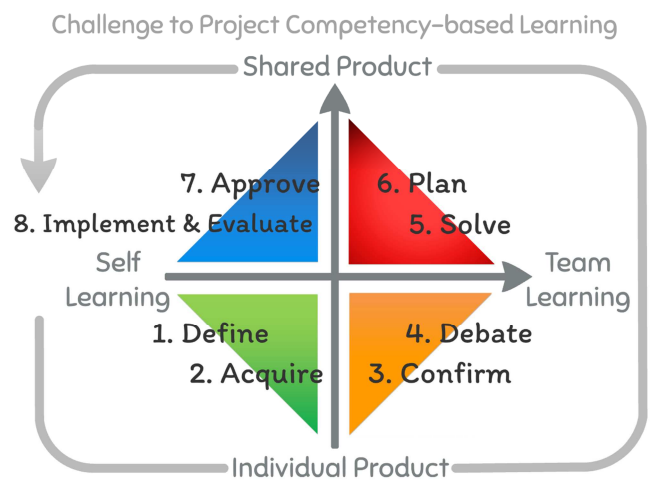 Challenge to Project Competency-based Learning
Shared Product
7. Approve
6. Plan
8. Implement & Evaluate
5. Solve
Self
Learning
Team
Learning
1. Define
4. Debate
2. Acquire
3. Confirm
Individual Product